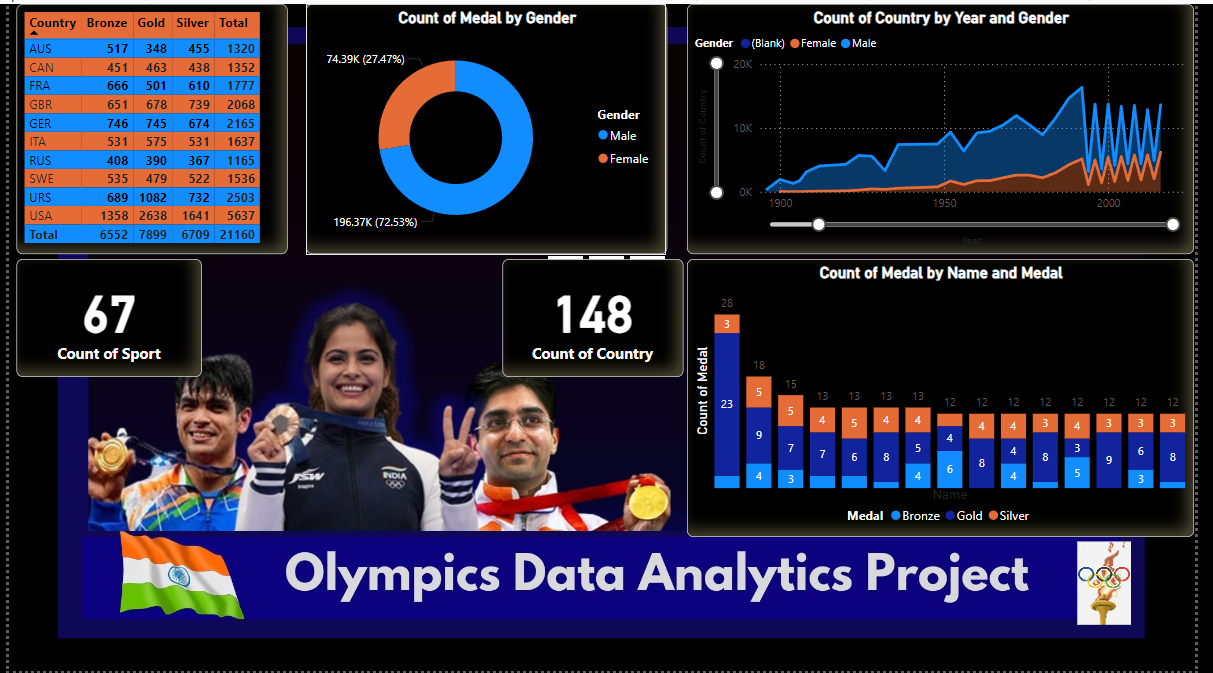 Country Bronze Gold Silver Total
AUS 517 348 455 1320
CAN 451 463 438 1352
FRA 666 501 610 1777
GBR 651 678 739 2068
GER 746 745 674 2165
ITA 531 575 531 1637
RUS 408 390 367 1165
SWE 535 479 522 1536
URS 689 1082 732 2503
USA 1358 2638 1641 5637
Total 6552 7899 6709 21160
Count of Medal by Gender
74.39K (27.47%)
196.37K (72.53%)
Gender
Male
Female
Count of Country by Year and Gender
Gender (Blank) Female Male
Count of Country
20K
10K
0K
1900 1950 2000
Year
67
Count of Sport
148
Count of Country
Count of Medal by Name and Medal
Count of Medal
28 18 15 13 13 13 13 12 12 12 12 12 12 12 12
3 5 5 4 5 4 4 4 4 3 4 3 3 3
23 9 7 7 6 8 5 4 8 4 8 3 9 6 8
4 3 4 6 4 5 3
Name
Medal Bronze Gold Silver
JSW
Inspire
INDIA
Olympics Data Analytics Project